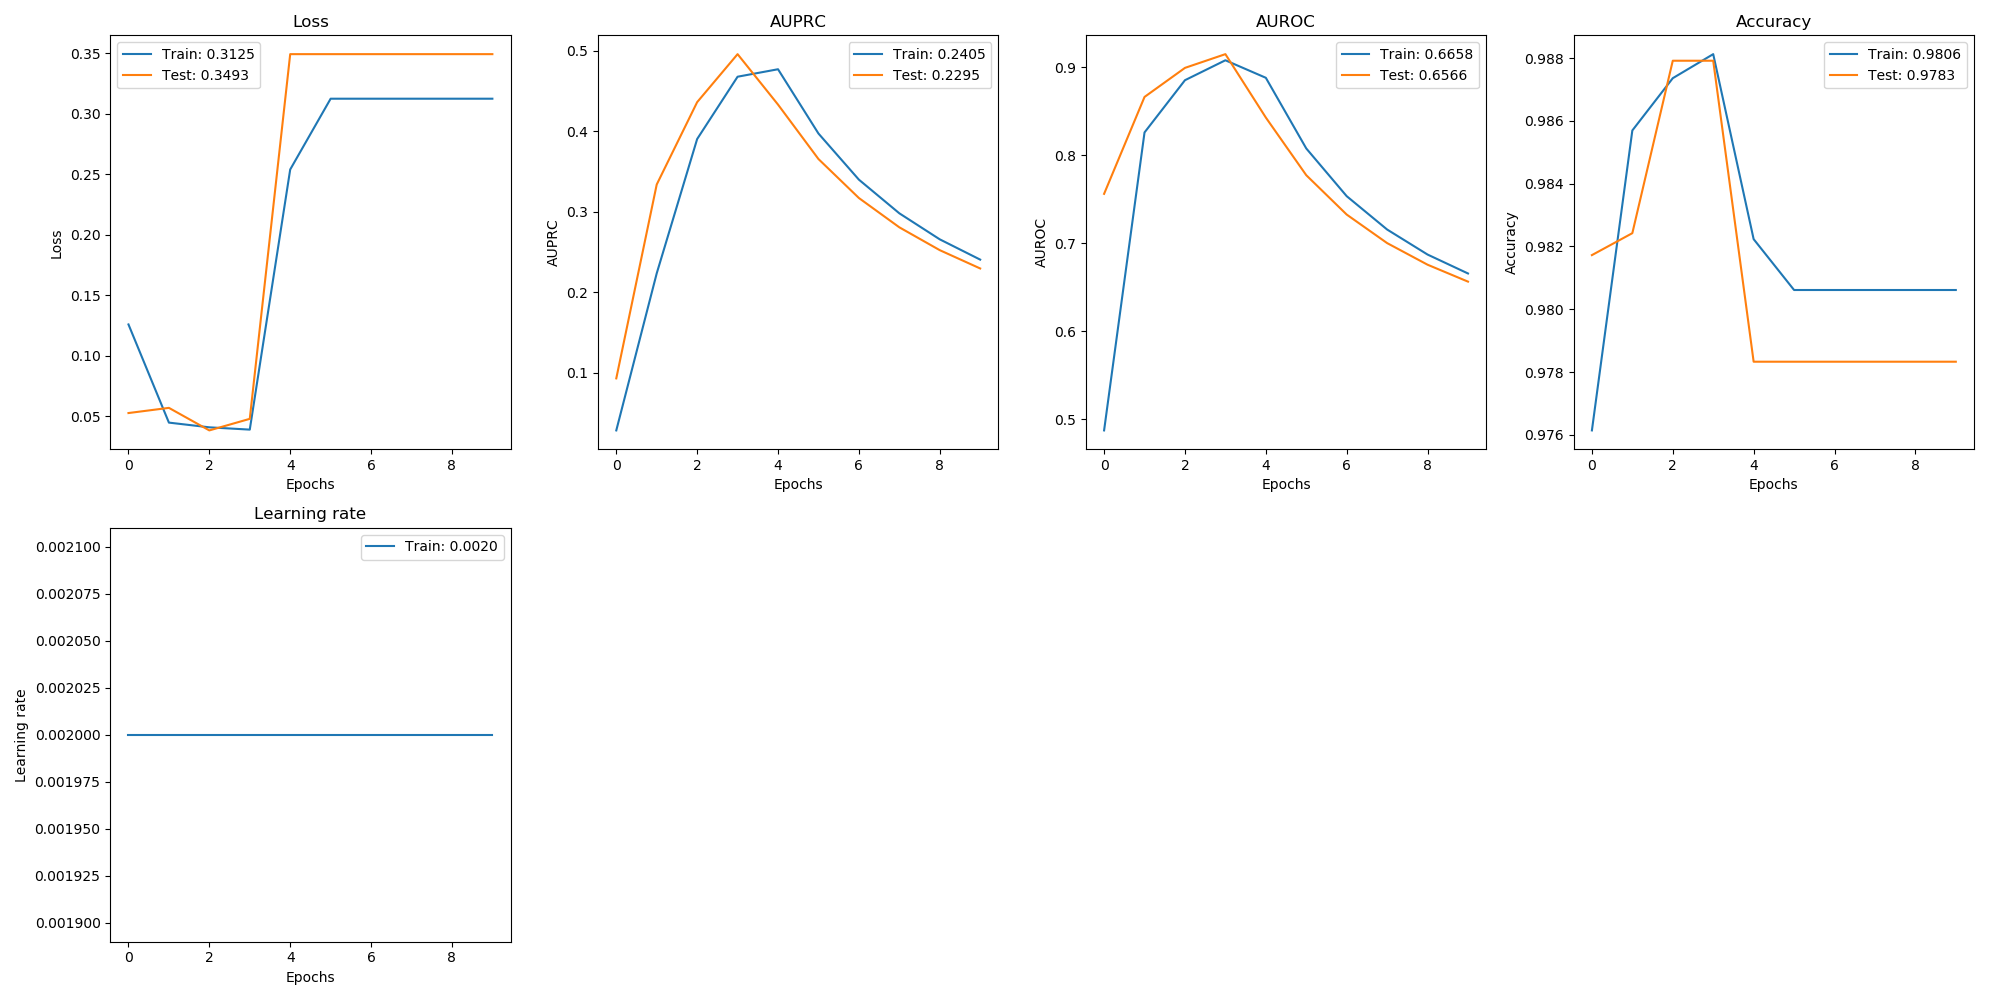 Loss
Train: 0.3125
Test: 0.3493
0.35
0.30
0.25
0.20
0.15
0.10
0.05
Loss
0 2 4 6 8
Epochs
AUPRC
Train: 0.2405
Test: 0.2295
0.5
0.4
0.3
0.2
0.1
AUPRC
0 2 4 6 8
Epochs
AUROC
Train: 0.6658
Test: 0.6566
0.9
0.8
0.7
0.6
0.5
AUROC
0 2 4 6 8
Epochs
Accuracy
Train: 0.9806
Test: 0.9783
0.988
0.986
0.984
0.982
0.980
0.978
0.976
Accuracy
0 2 4 6 8
Epochs
Learning rate
Train: 0.0020
0.002100
0.002075
0.002050
0.002025
0.002000
0.001975
0.001950
0.001925
0.001900
Learning rate
0 2 4 6 8
Epochs